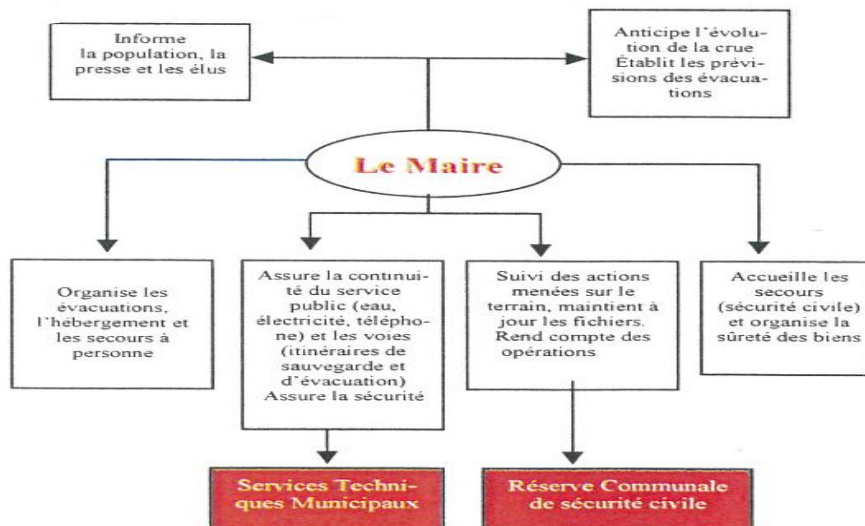 Informe
la population, la
presse et les élus
Anticipe l'évolu-
tion de la crue
Établit les prévi-
sions des évacua-
tions
Le Maire
Organise les
évacuations,
l'hébergement et
les secours à
personne
Assure la continui-
té du service
public (eau,
électricité, télépho-
ne) et les voies
(itinéraires de
sauvegarde et
d'évacuation)
Assure la sécurité
Suivi des actions
menées sur le
terrain, maintient à
jour les fichiers.
Rend compte des
opérations
Accueille les
secours
(sécurité civile)
et organise la
sûreté des biens
Services Techni-
ques Municipaux
Réserve Communale
de sécurité civile